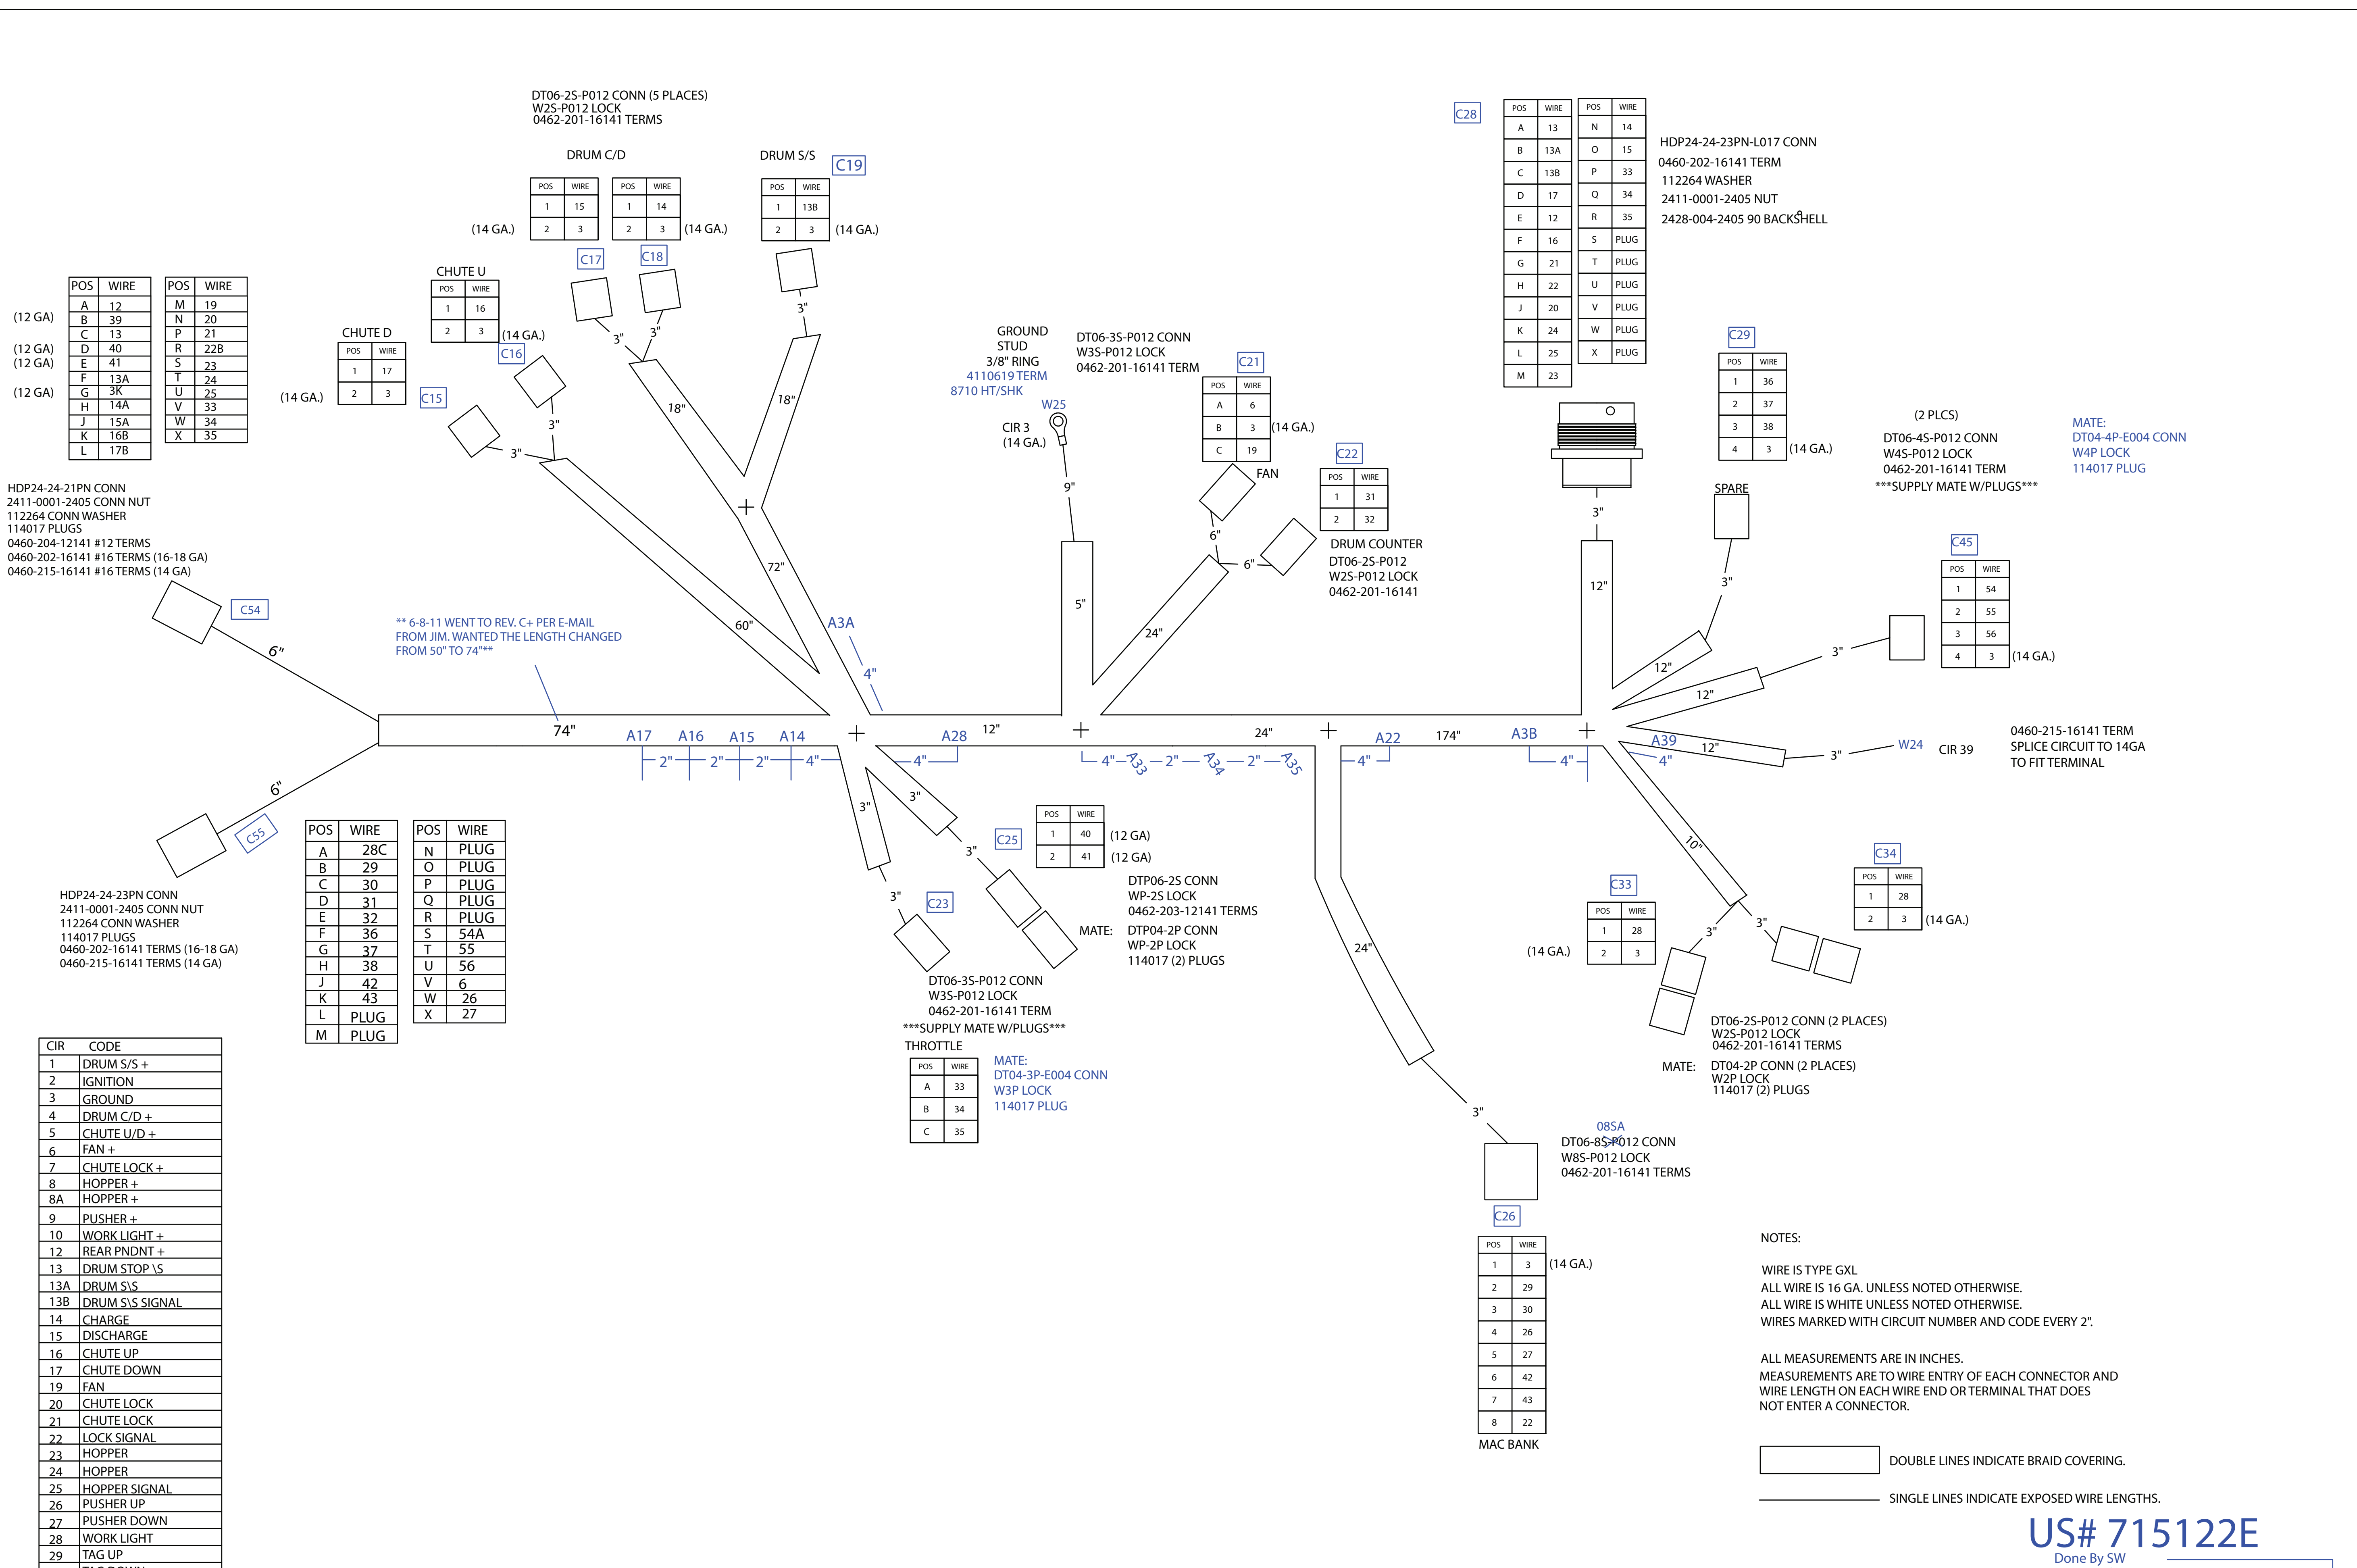 DT06-2S-P012 CONN (5 PLACES)
W2S-P012 LOCK
0462-201-16141 TERMS
DRUM C/D
POS WIRE
1 15
2 3
(14 GA.)
C17
POS WIRE
1 14
2 3
(14 GA.)
C18
DRUM S/S
C19
POS WIRE
1 13B
2 3
(14 GA.)
CHUTE U
POS WIRE
1 16
2 3
(14 GA.)
C16
CHUTE D
POS WIRE
1 17
2 3
(14 GA.)
C15
3"
3"
3"
3"
3"
18"
18"
72"
60"
POS WIRE
A 12
(12 GA) B 39
C 13
(12 GA) D 40
(12 GA) E 41
F 13A
(12 GA) G 3K
H 14A
J 15A
K 16B
L 17B
POS WIRE
M 19
N 20
P 21
R 22B
S 23
T 24
U 25
V 33
W 34
X 35
HDP24-24-21PN CONN
2411-0001-2405 CONN NUT
112264 CONN WASHER
114017 PLUGS
0460-204-12141 #12 TERMS
0460-202-16141 #16 TERMS (16-18 GA)
0460-215-16141 #16 TERMS (14 GA)
C54
6"
6"
C55
** 6-8-11 WENT TO REV. C+ PER E-MAIL
FROM JIM. WANTED THE LENGTH CHANGED
FROM 50" TO 74"**
74"
A17 A16 A15 A14
2" 2" 2" 4"
A3A
4"
A28
4"
12"
GROUND
STUD
3/8" RING
4110619 TERM
8710 HT/SHK
W25
CIR 3
(14 GA.)
9"
5"
DT06-3S-P012 CONN
W3S-P012 LOCK
0462-201-16141 TERM
C21
POS WIRE
A 6
B 3 (14 GA.)
C 19
FAN
6"
6"
24"
C22
POS WIRE
1 31
2 32
DRUM COUNTER
DT06-2S-P012
W2S-P012 LOCK
0462-201-16141
4" A33 2" A34 2" A35
24"
A22
4"
174"
A3B
4"
C28
POS WIRE
A 13
B 13A
C 13B
D 17
E 12
F 16
G 21
H 22
J 20
K 24
L 25
M 23
POS WIRE
N 14
O 15
P 33
Q 34
R 35
S PLUG
T PLUG
U PLUG
V PLUG
W PLUG
X PLUG
HDP24-24-23PN-L017 CONN
0460-202-16141 TERM
112264 WASHER
2411-0001-2405 NUT
2428-004-2405 90 BACKSHELL
3"
12"
C29
POS WIRE
1 36
2 37
3 38
4 3 (14 GA.)
SPARE
3"
12"
(2 PLCS)
DT06-4S-P012 CONN
W4S-P012 LOCK
0462-201-16141 TERM
***SUPPLY MATE W/PLUGS***
MATE:
DT04-4P-E004 CONN
W4P LOCK
114017 PLUG
C45
POS WIRE
1 54
2 55
3 56
4 3 (14 GA.)
3"
12"
A39
4"
12"
3"
W24
CIR 39
0460-215-16141 TERM
SPLICE CIRCUIT TO 14GA
TO FIT TERMINAL
10"
3"
3"
C33
POS WIRE
1 28
2 3
(14 GA.)
C34
POS WIRE
1 28
2 3
(14 GA.)
DT06-2S-P012 CONN (2 PLACES)
W2S-P012 LOCK
0462-201-16141 TERMS
MATE: DT04-2P CONN (2 PLACES)
W2P LOCK
114017 (2) PLUGS
3"
3"
3"
3"
C25
POS WIRE
1 40 (12 GA)
2 41 (12 GA)
DTP06-2S CONN
WP-2S LOCK
0462-203-12141 TERMS
MATE: DTP04-2P CONN
WP-2P LOCK
114017 (2) PLUGS
C23
DT06-3S-P012 CONN
W3S-P012 LOCK
0462-201-16141 TERM
***SUPPLY MATE W/PLUGS***
THROTTLE
POS WIRE
A 33
B 34
C 35
MATE:
DT04-3P-E004 CONN
W3P LOCK
114017 PLUG
24"
3"
08SA
DT06-8S-P012 CONN
W8S-P012 LOCK
0462-201-16141 TERMS
C26
POS WIRE
1 3 (14 GA.)
2 29
3 30
4 26
5 27
6 42
7 43
8 22
MAC BANK
HDP24-24-23PN CONN
2411-0001-2405 CONN NUT
112264 CONN WASHER
114017 PLUGS
0460-202-16141 TERMS (16-18 GA)
0460-215-16141 TERMS (14 GA)
POS WIRE
A 28C
B 29
C 30
D 31
E 32
F 36
G 37
H 38
J 42
K 43
L PLUG
M PLUG
POS WIRE
N PLUG
O PLUG
P PLUG
Q PLUG
R PLUG
S 54A
T 55
U 56
V 6
W 26
X 27
CIR CODE
1 DRUM S/S +
2 IGNITION
3 GROUND
4 DRUM C/D +
5 CHUTE U/D +
6 FAN +
7 CHUTE LOCK +
8 HOPPER +
8A HOPPER +
9 PUSHER +
10 WORK LIGHT +
12 REAR PNDNT +
13 DRUM STOP \S
13A DRUM S\S
13B DRUM S\S SIGNAL
14 CHARGE
15 DISCHARGE
16 CHUTE UP
17 CHUTE DOWN
19 FAN
20 CHUTE LOCK
21 CHUTE LOCK
22 LOCK SIGNAL
23 HOPPER
24 HOPPER
25 HOPPER SIGNAL
26 PUSHER UP
27 PUSHER DOWN
28 WORK LIGHT
29 TAG UP
NOTES:
WIRE IS TYPE GXL
ALL WIRE IS 16 GA. UNLESS NOTED OTHERWISE.
ALL WIRE IS WHITE UNLESS NOTED OTHERWISE.
WIRES MARKED WITH CIRCUIT NUMBER AND CODE EVERY 2".
ALL MEASUREMENTS ARE IN INCHES.
MEASUREMENTS ARE TO WIRE ENTRY OF EACH CONNECTOR AND
WIRE LENGTH ON EACH WIRE END OR TERMINAL THAT DOES
NOT ENTER A CONNECTOR.
DOUBLE LINES INDICATE BRAID COVERING.
SINGLE LINES INDICATE EXPOSED WIRE LENGTHS.
US# 715122E
Done By SW